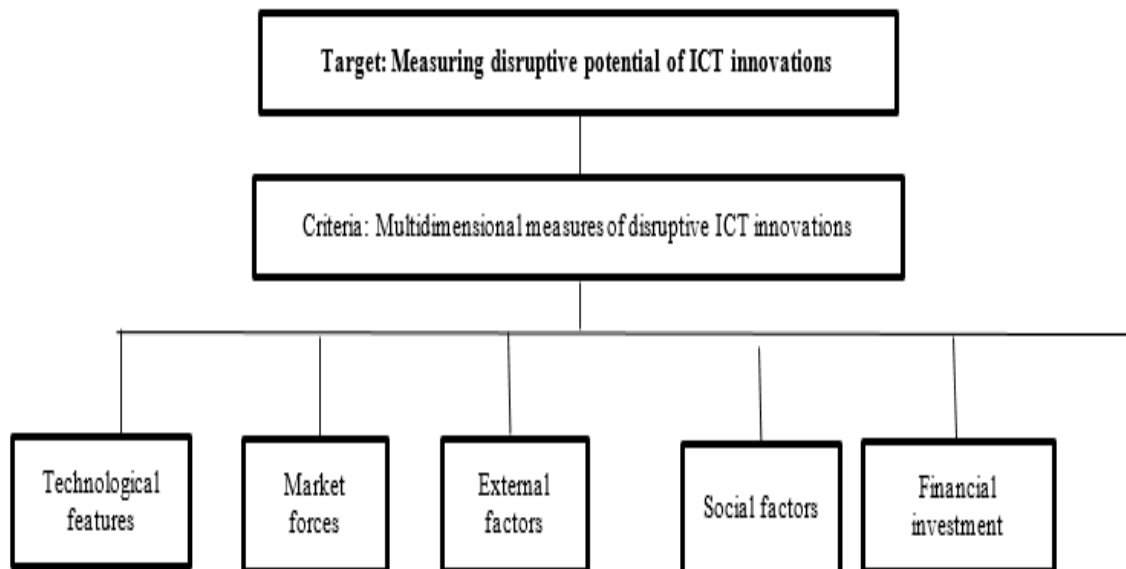 Target: Measuring disruptive potential of ICT innovations
Criteria: Multidimensional measures of disruptive ICT innovations
Technological
features
Market
forces
External
factors
Social factors
Financial
investment